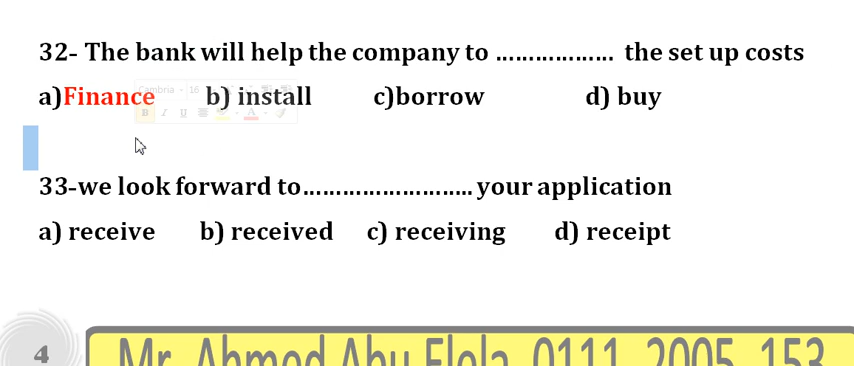 32- The bank will help the company to .................. the set up costs
a)Finance b) install c)borrow d) buy
33-we look forward to.......................... your application
a) receive b) received c) receiving d) receipt
4
Mr. Ahmed Abu Elola 0111 2005 153